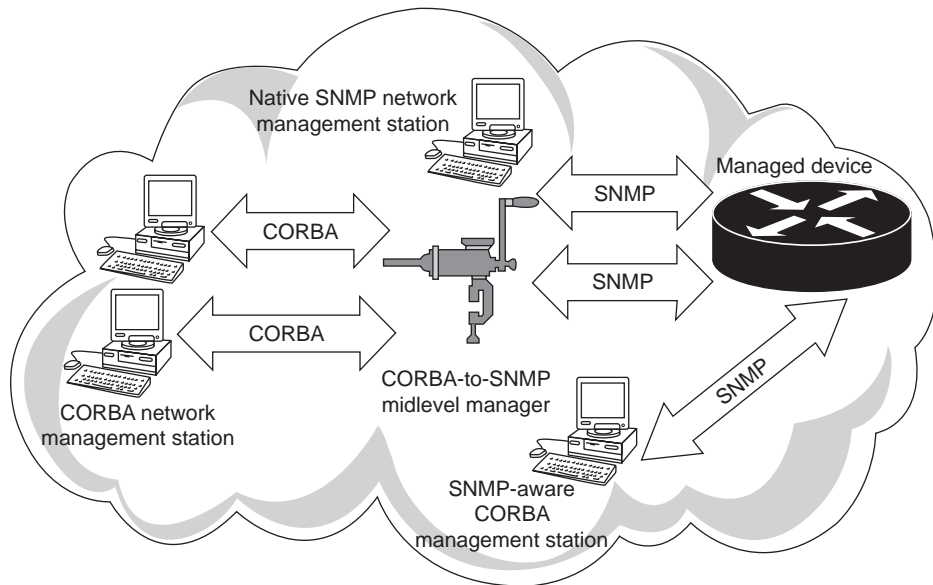 Native SNMP network
management station
Managed device
SNMP
CORBA
SNMP
CORBA
CORBA-to-SNMP
midlevel manager
SNMP
CORBA network
management station
SNMP-aware
CORBA
management station